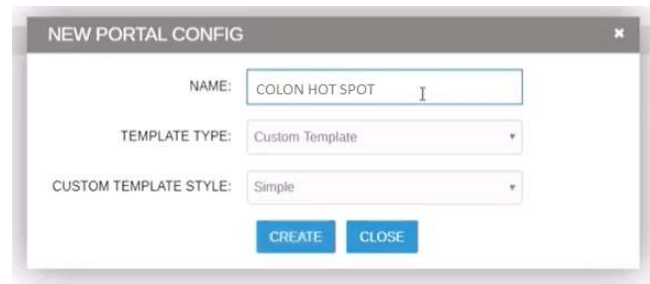 NEW PORTAL CONFIG
NAME: COLON HOT SPOT
TEMPLATE TYPE: Custom Template
CUSTOM TEMPLATE STYLE: Simple
CREATE CLOSE